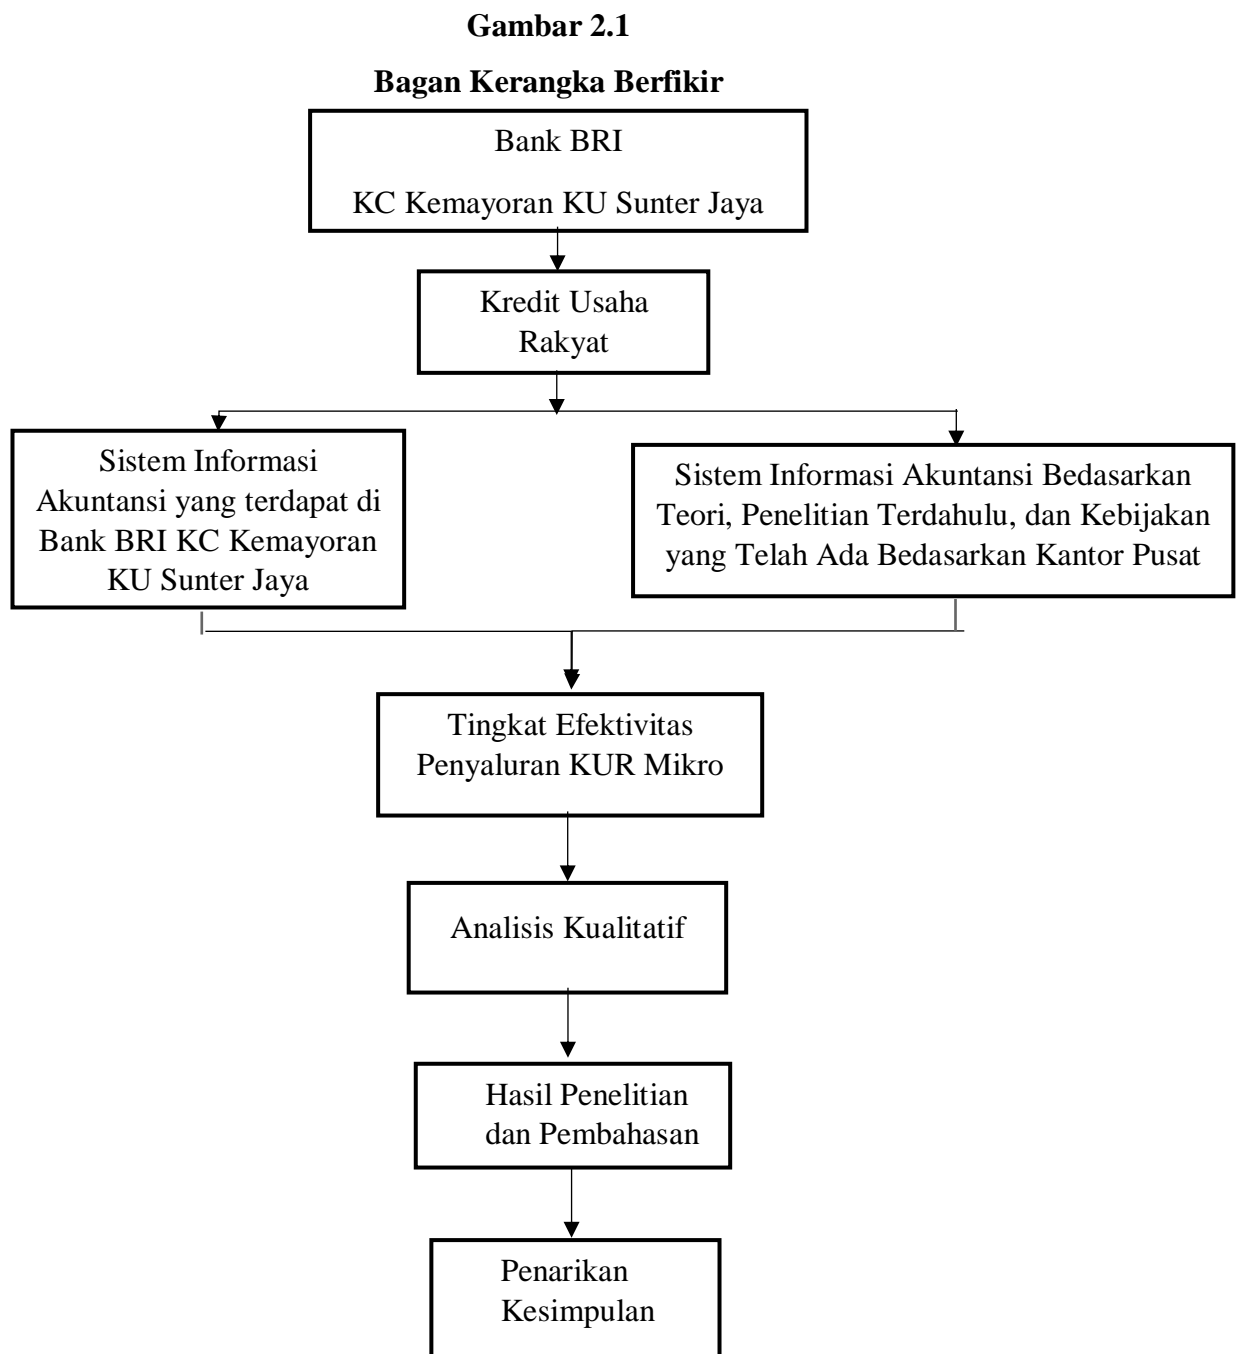 Gambar 2.1
Bagan Kerangka Berfikir
Bank BRI
KC Kemayoran KU Sunter Jaya
Kredit Usaha
Rakyat
Sistem Informasi
Akuntansi yang terdapat di
Bank BRI KC Kemayoran
KU Sunter Jaya
Sistem Informasi Akuntansi Bedasarkan
Teori, Penelitian Terdahulu, dan Kebijakan
yang Telah Ada Bedasarkan Kantor Pusat
Tingkat Efektivitas
Penyaluran KUR Mikro
Analisis Kualitatif
Hasil Penelitian
dan Pembahasan
Penarikan
Kesimpulan